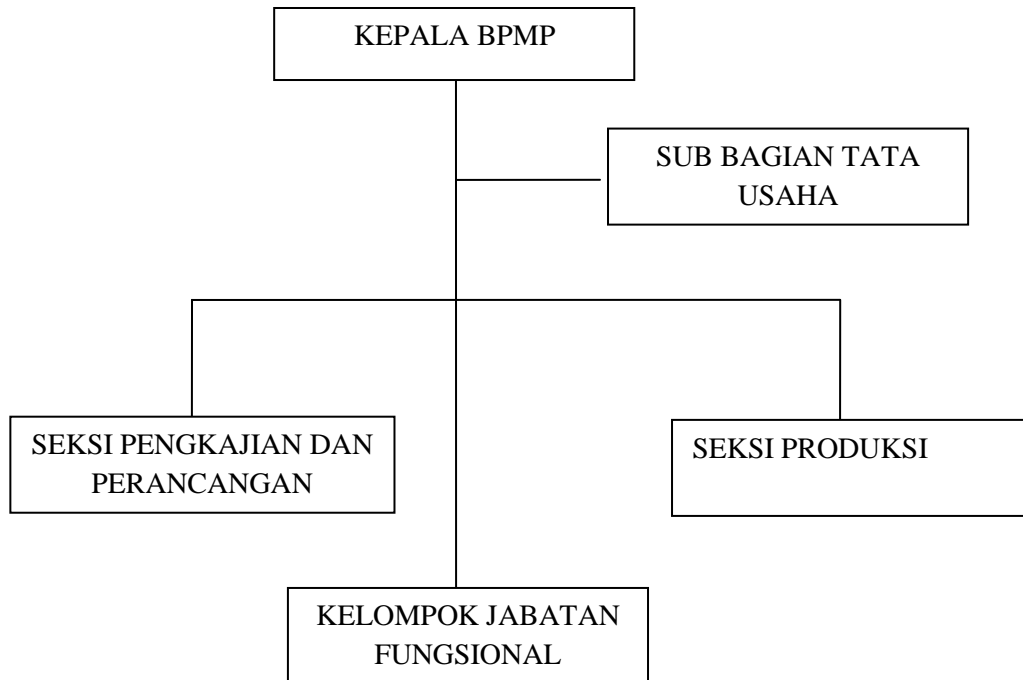 KEPALA BPMP
SUB BAGIAN TATA
USAHA
SEKSI PENGKAJIAN DAN
PERANCANGAN
SEKSI PRODUKSI
KELOMPOK JABATAN
FUNGSIONAL